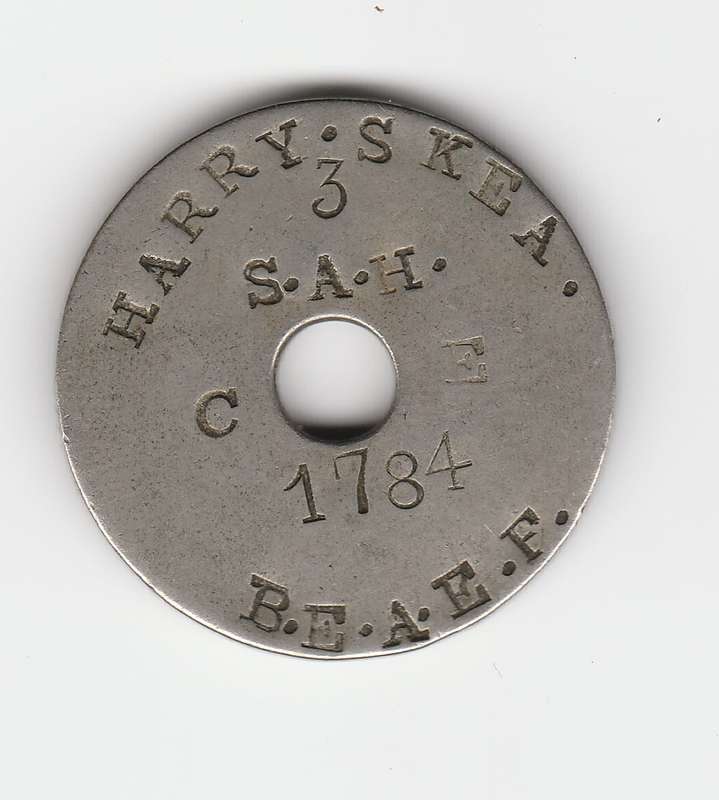 HARRY·SKEA.
3
S.A.H.
C E
1784
B.E.A.E.F.